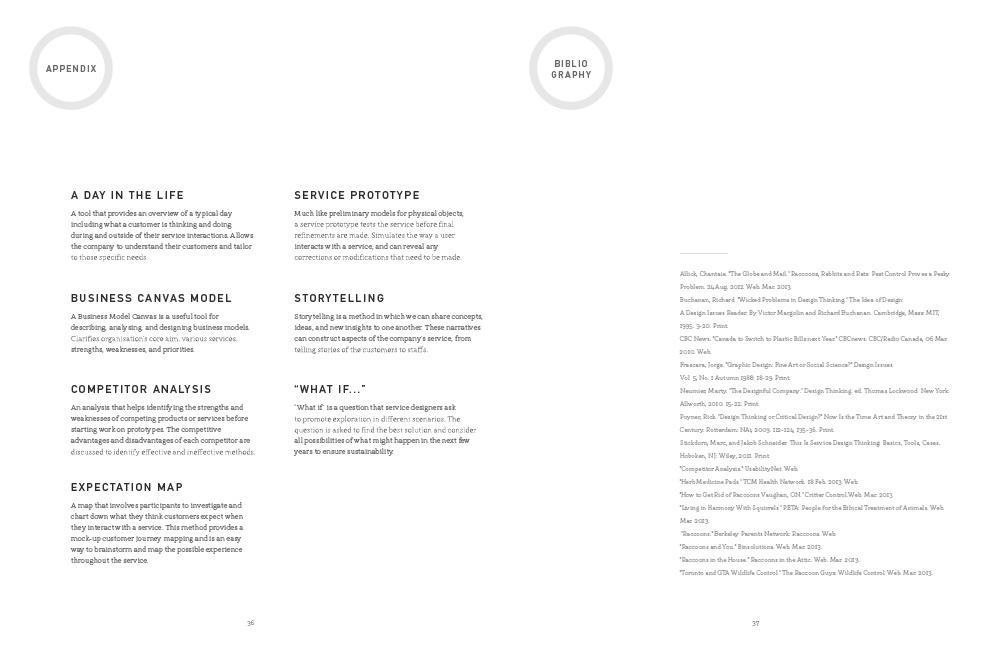 APPENDIX
A DAY IN THE LIFE
A tool that provides an overview of a typical day
including what a customer is thinking and doing
during and outside of their service interactions. Allows
the company to understand their customers and tailor
to those specific needs
BUSINESS CANVAS MODEL
A Business Model Canvas is a useful tool for
describing, analysing, and designing business models.
Clarifies organisation's core aim, various services,
strengths, weaknesses, and priorities.
COMPETITOR ANALYSIS
An analysis that helps identifying the strengths and
weaknesses of competing products or services before
starting work on prototypes. The competitive
advantages and disadvantages of each competitor are
discussed to identify effective and ineffective methods.
EXPECTATION MAP
A map that involves participants to investigate and
chart down what they think customers expect when
they interact with a service. This method provides a
mock-up customer journey mapping and is an easy
way to brainstorm and map the possible experience
throughout the service.
SERVICE PROTOTYPE
Much like preliminary models for physical objects,
a service prototype tests the service before final
refinements are made. Simulates the way a user
interacts with a service, and can reveal any
corrections or modifications that need to be made.
STORYTELLING
Storytelling is a method in which we can share concepts,
ideas, and new insights to one another. These narratives
can construct aspects of the company's service, from
telling stories of the customers to staffs.
"WHAT IF..."
"What if" is a question that service designers ask
to promote exploration in different scenarios. The
question is asked to find the best solution and consider
all possibilities of what might happen in the next few
years to ensure sustainability.
36
BIBLIO
GRAPHY
Allick, Chantaie. "The Globe and Mail." Raccoons, Rabbits and Rats: Pest Control Proves a Pesky
Problem. 24 Aug. 2012. Web. Mar. 2013.
Buchanan, Richard. "Wicked Problems in Design Thinking." The Idea of Design:
A Design Issues Reader. By Victor Margolin and Richard Buchanan. Cambridge, Mass: MIT,
1995. 3-20. Print.
CBC News. "Canada to Switch to Plastic Bills next Year." CBCnews. CBC/Radio Canada, 06 Mar.
2010. Web.
Frascara, Jorge. "Graphic Design: Fine Art or Social Science?" Design Issues
Vol. 5, No. 1 Autumn 1988: 18-29. Print.
Neumier, Marty. "The Designful Company." Design Thinking. ed. Thomas Lockwood. New York:
Allworth, 2010. 15-22. Print.
Poyner, Rick. "Design Thinking or Critical Design?" Now Is the Time: Art and Theory in the 21st
Century. Rotterdam: NAi, 2009. 112-124, 135-36. Print.
Stickdorn, Marc, and Jakob Schneider. This Is Service Design Thinking: Basics, Tools, Cases.
Hoboken, NJ: Wiley, 2011. Print.
"Competitor Analysis." UsabilityNet. Web.
"Herb Medicine Pads." TCM Health Network. 18 Feb. 2013. Web.
"How to Get Rid of Raccoons Vaughan, ON." Critter Control. Web. Mar. 2013.
"Living in Harmony With Squirrels." PETA: People for the Ethical Treatment of Animals. Web.
Mar 2013.
"Raccoons." Berkeley Parents Network: Raccoons. Web.
"Raccoons and You." Binsolutions. Web. Mar. 2013.
"Raccoons in the House." Raccoons in the Attic. Web. Mar. 2013.
"Toronto and GTA Wildlife Control." The Raccoon Guys: Wildlife Control. Web. Mar. 2013.
37